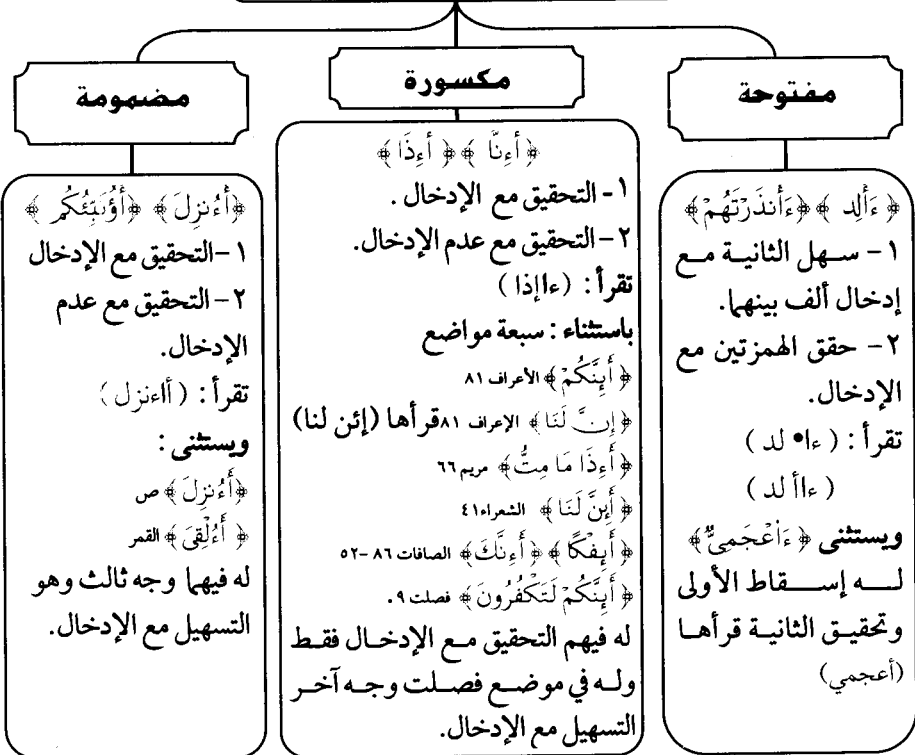 مفتوحة
﴿ ءَأَلِد ﴾ ﴿ءَأَنذَرْتَهُمْ﴾
١- سهل الثانية مع
إدخال ألف بينهما.
٢- حقق الهمزتين مع
الإدخال.
تقرأ : ( ءا• لد )
( ءاألد )
ويستثنى ﴿ ءَاْعْجَمِيٌّ﴾
له إسقاط الأولى
وتحقيق الثانية قرأها
(أعجمي)
مكسورة
﴿ أَءِنَّا ﴾ ﴿ أَءِذَا ﴾
١- التحقيق مع الإدخال .
٢- التحقيق مع عدم الإدخال.
تقرأ : ( ءاإذا )
باستثناء : سبعة مواضع
﴿ أَئِنَّكُمْ ﴾ الأعراف ٨١
﴿ إِنَّ لَنَا ﴾ الإعراف ٨١ قرأها (إئن لنا)
﴿ أَءِذَا مَا مِتُّ ﴾ مريم ٦٦
﴿ أَئِنَّ لَنَا ﴾ الشعراء ٤١
﴿ أَئِفْكًا ﴾ ﴿ أَءِنَّكَ ﴾ الصافات ٨٦ -٥٢
﴿ أَئِنَّكُمْ لَتَكْفُرُونَ ﴾ فصلت ٩.
له فيهم التحقيق مع الإدخال فقط
وله في موضع فصلت وجه آخر
التسهيل مع الإدخال.
مضمومة
﴿أَءُنزِلَ﴾ ﴿أَؤُنَبِّئُكُم﴾
١-التحقيق مع الإدخال
٢- التحقيق مع عدم
الإدخال.
تقرأ : ( أاءنزل )
ويستثنى :
﴿أَءُنزِلَ﴾ ص
﴿ أَءُلْقِيَ ﴾ القمر
له فيهما وجه ثالث وهو
التسهيل مع الإدخال.